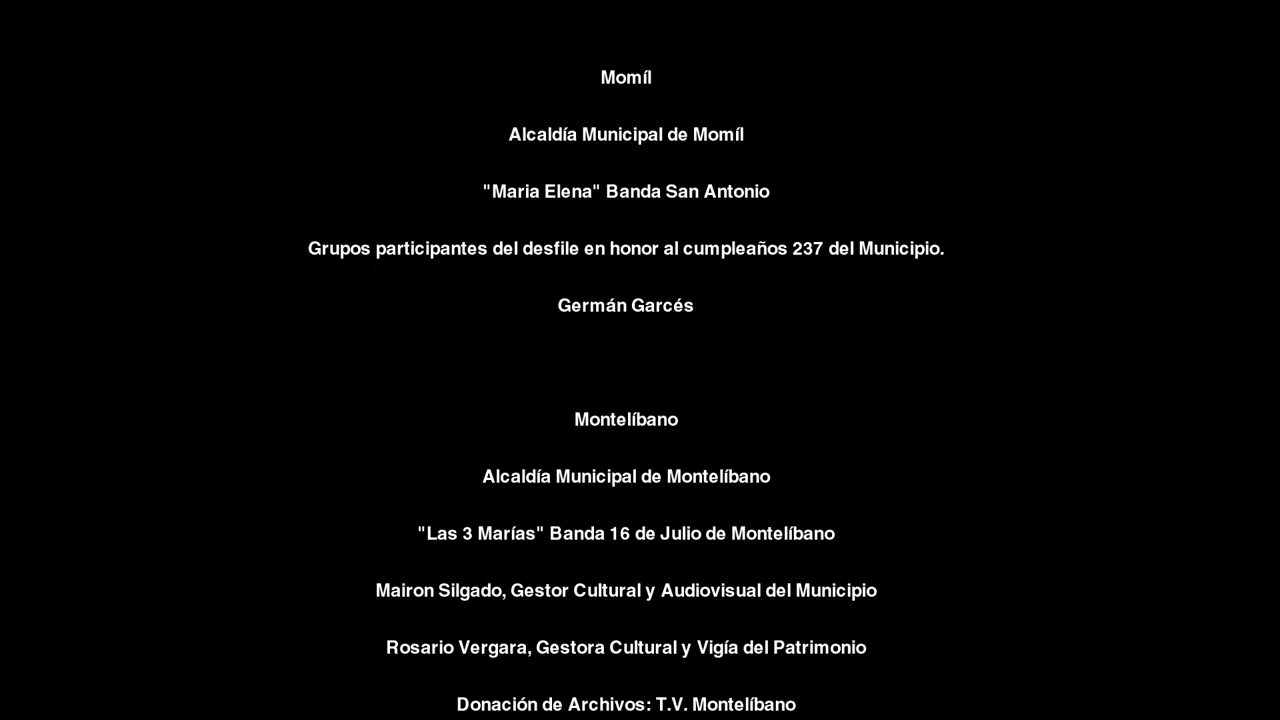 Momíl
Alcaldía Municipal de Momíl
"Maria Elena" Banda San Antonio
Grupos participantes del desfile en honor al cumpleaños 237 del Municipio.
Germán Garcés
Montelíbano
Alcaldía Municipal de Montelíbano
"Las 3 Marías" Banda 16 de Julio de Montelíbano
Mairon Silgado, Gestor Cultural y Audiovisual del Municipio
Rosario Vergara, Gestora Cultural y Vigía del Patrimonio
Donación de Archivos: T.V. Montelíbano